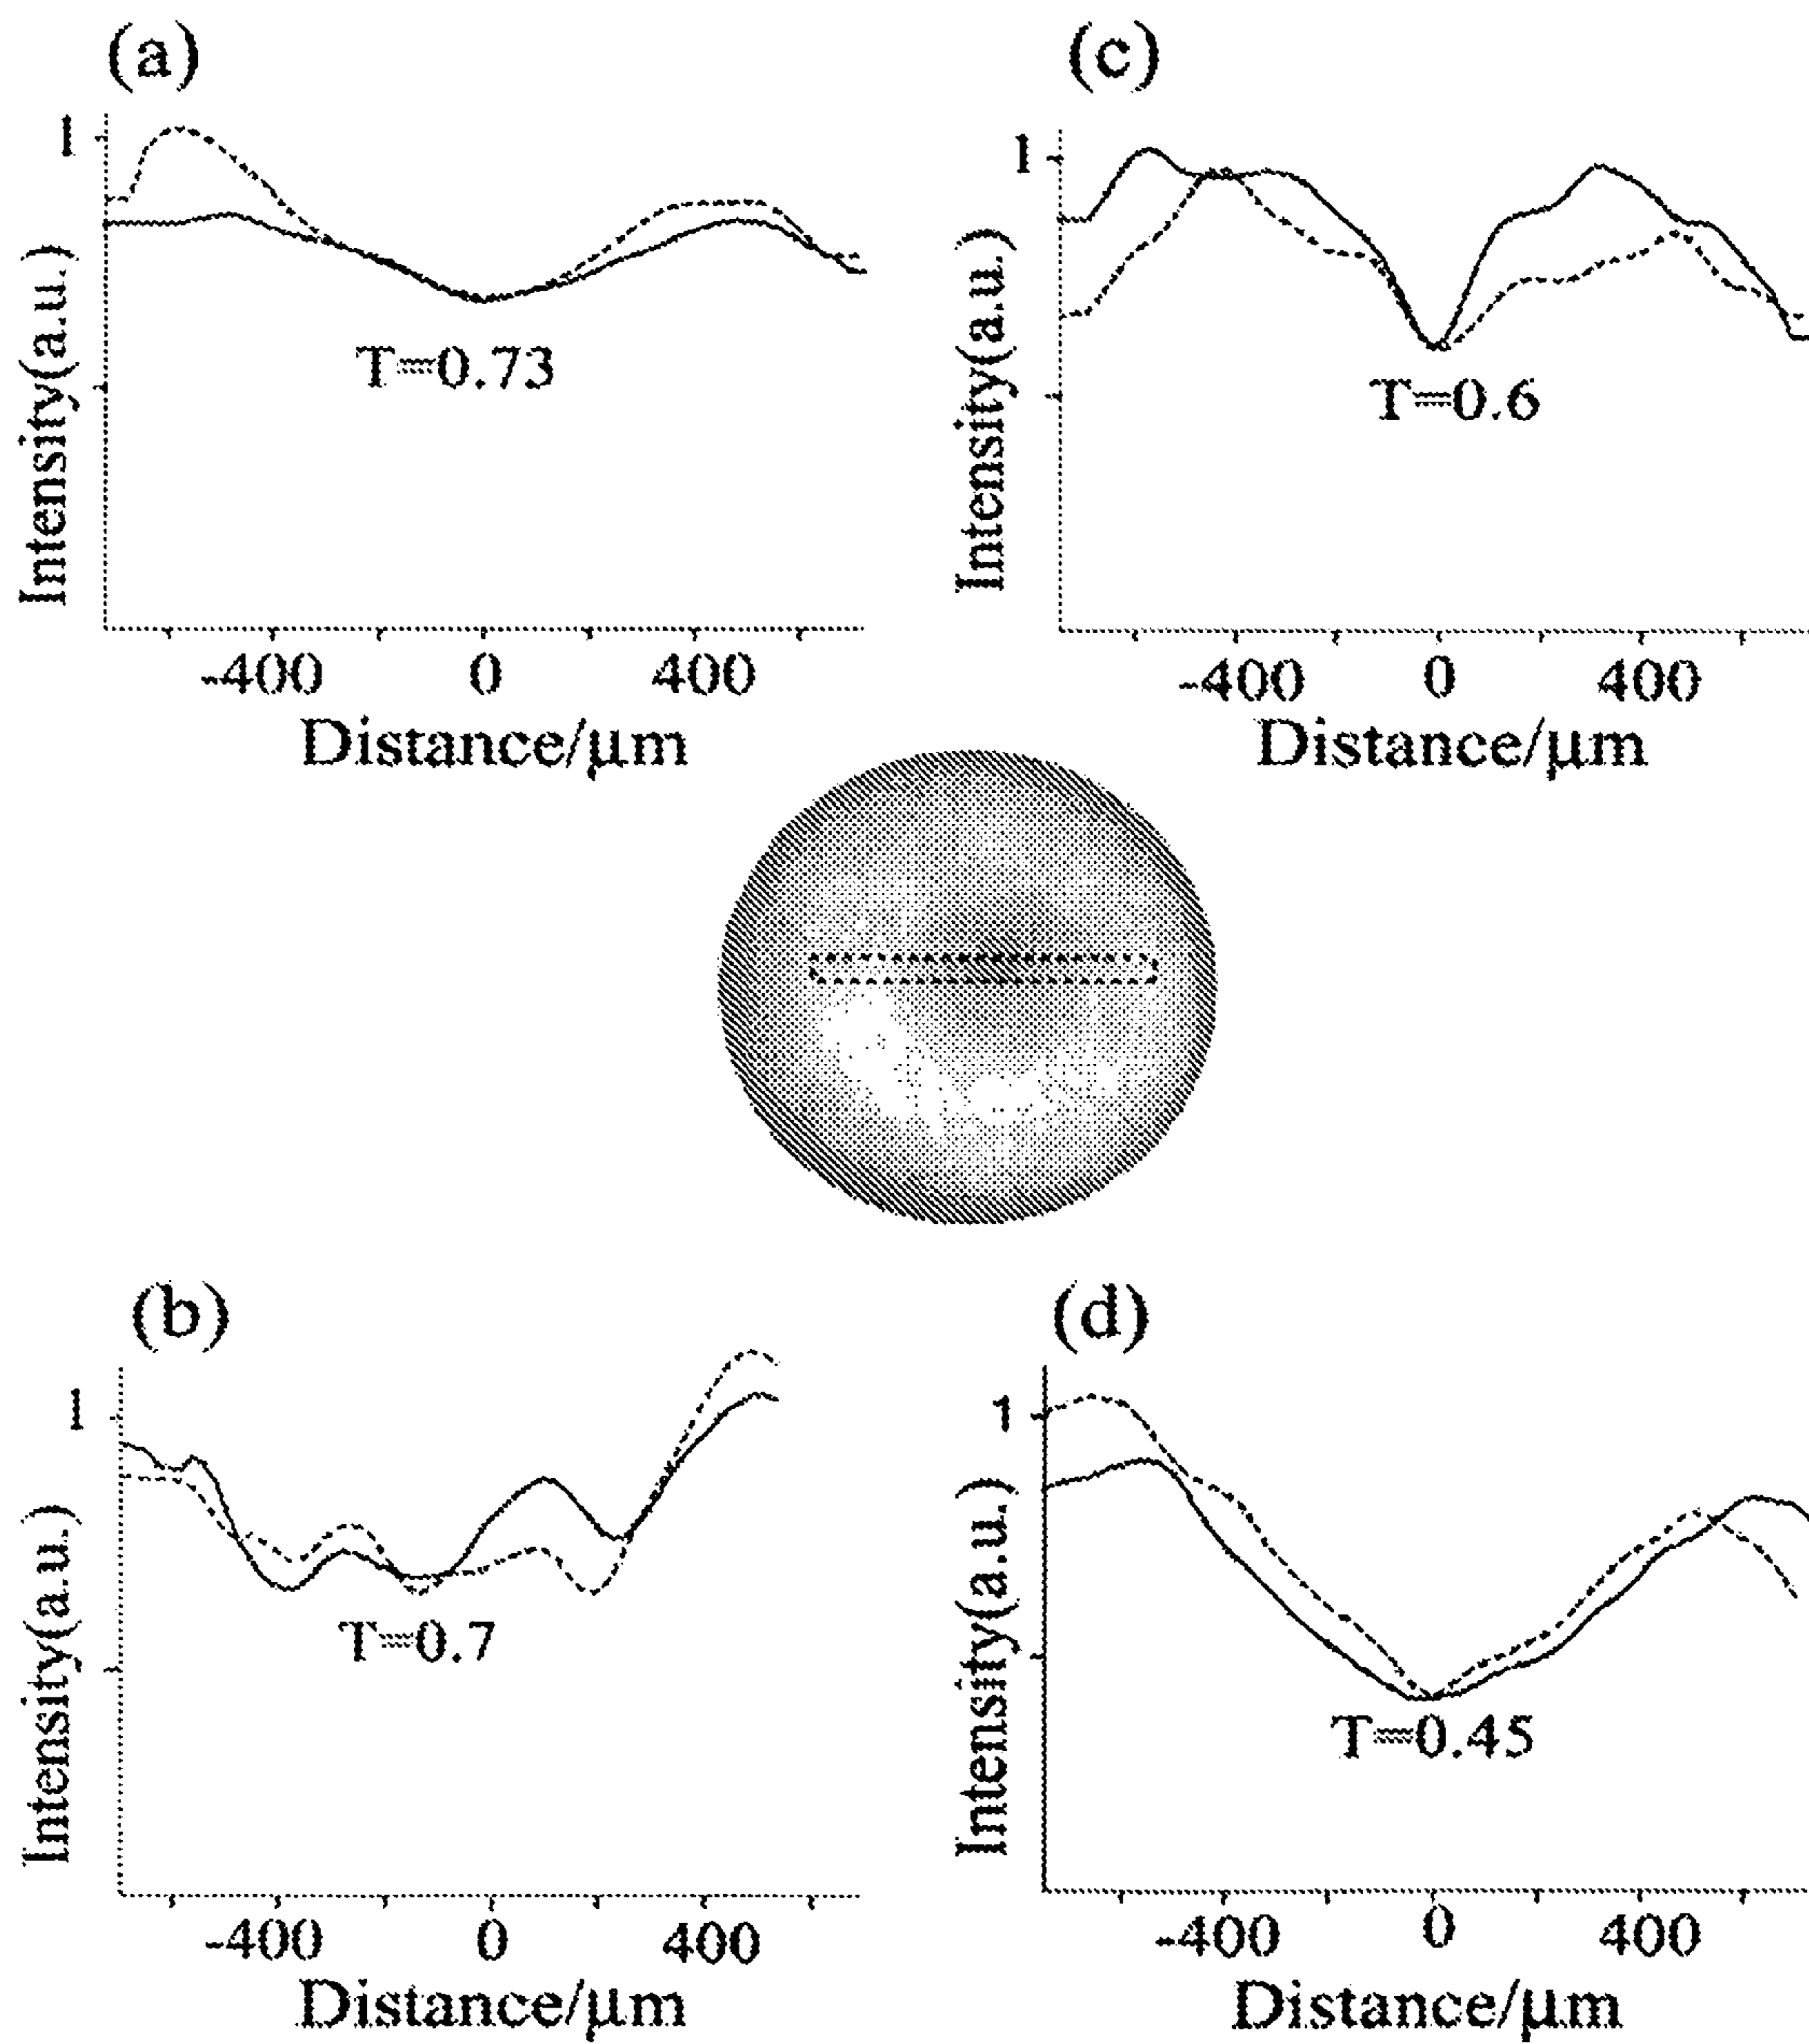 (a)
1
Intensity(a.u.)
T=0.73
-400 0 400
Distance/μm
(c)
1
Intensity(a.u.)
T=0.6
-400 0 400
Distance/μm
(b)
1
Intensity(a.u.)
T=0.7
-400 0 400
Distance/μm
(d)
1
Intensity(a.u.)
T=0.45
-400 0 400
Distance/μm